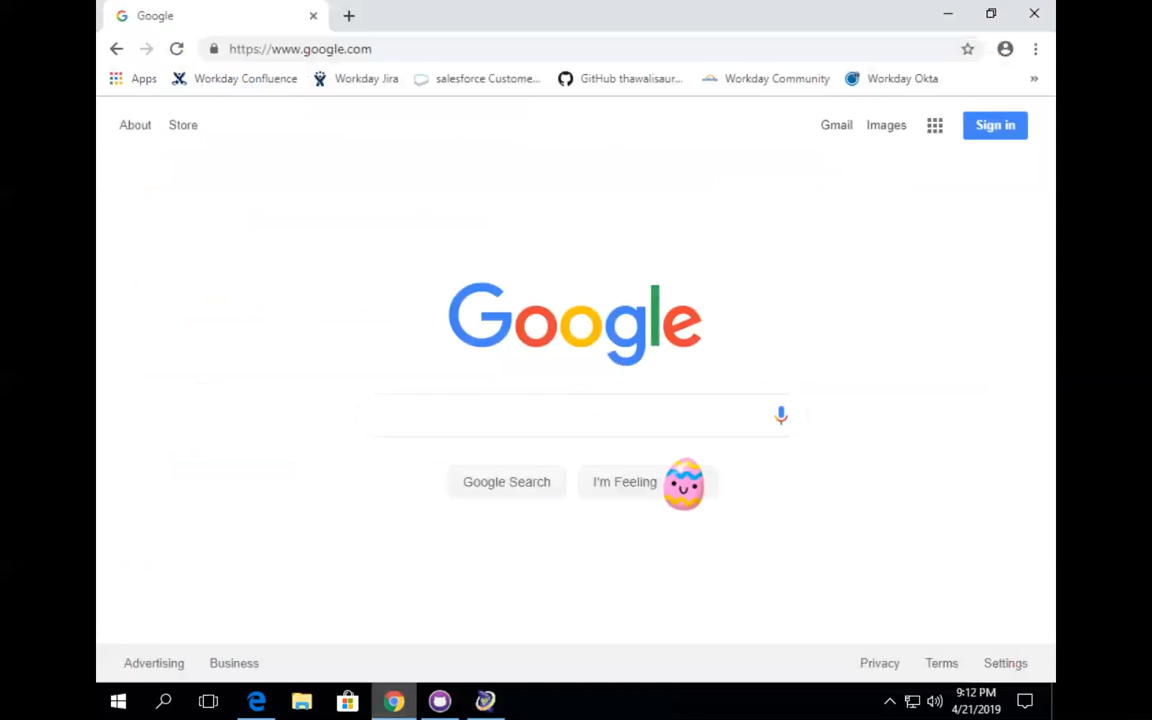 Google
https://www.google.com
Apps Workday Confluence Workday Jira salesforce Custome... GitHub thawalisaur... Workday Community Workday Okta »
About Store Gmail Images Sign in
Google
Google Search I'm Feeling
Advertising Business Privacy Terms Settings
9:12 PM
4/21/2019